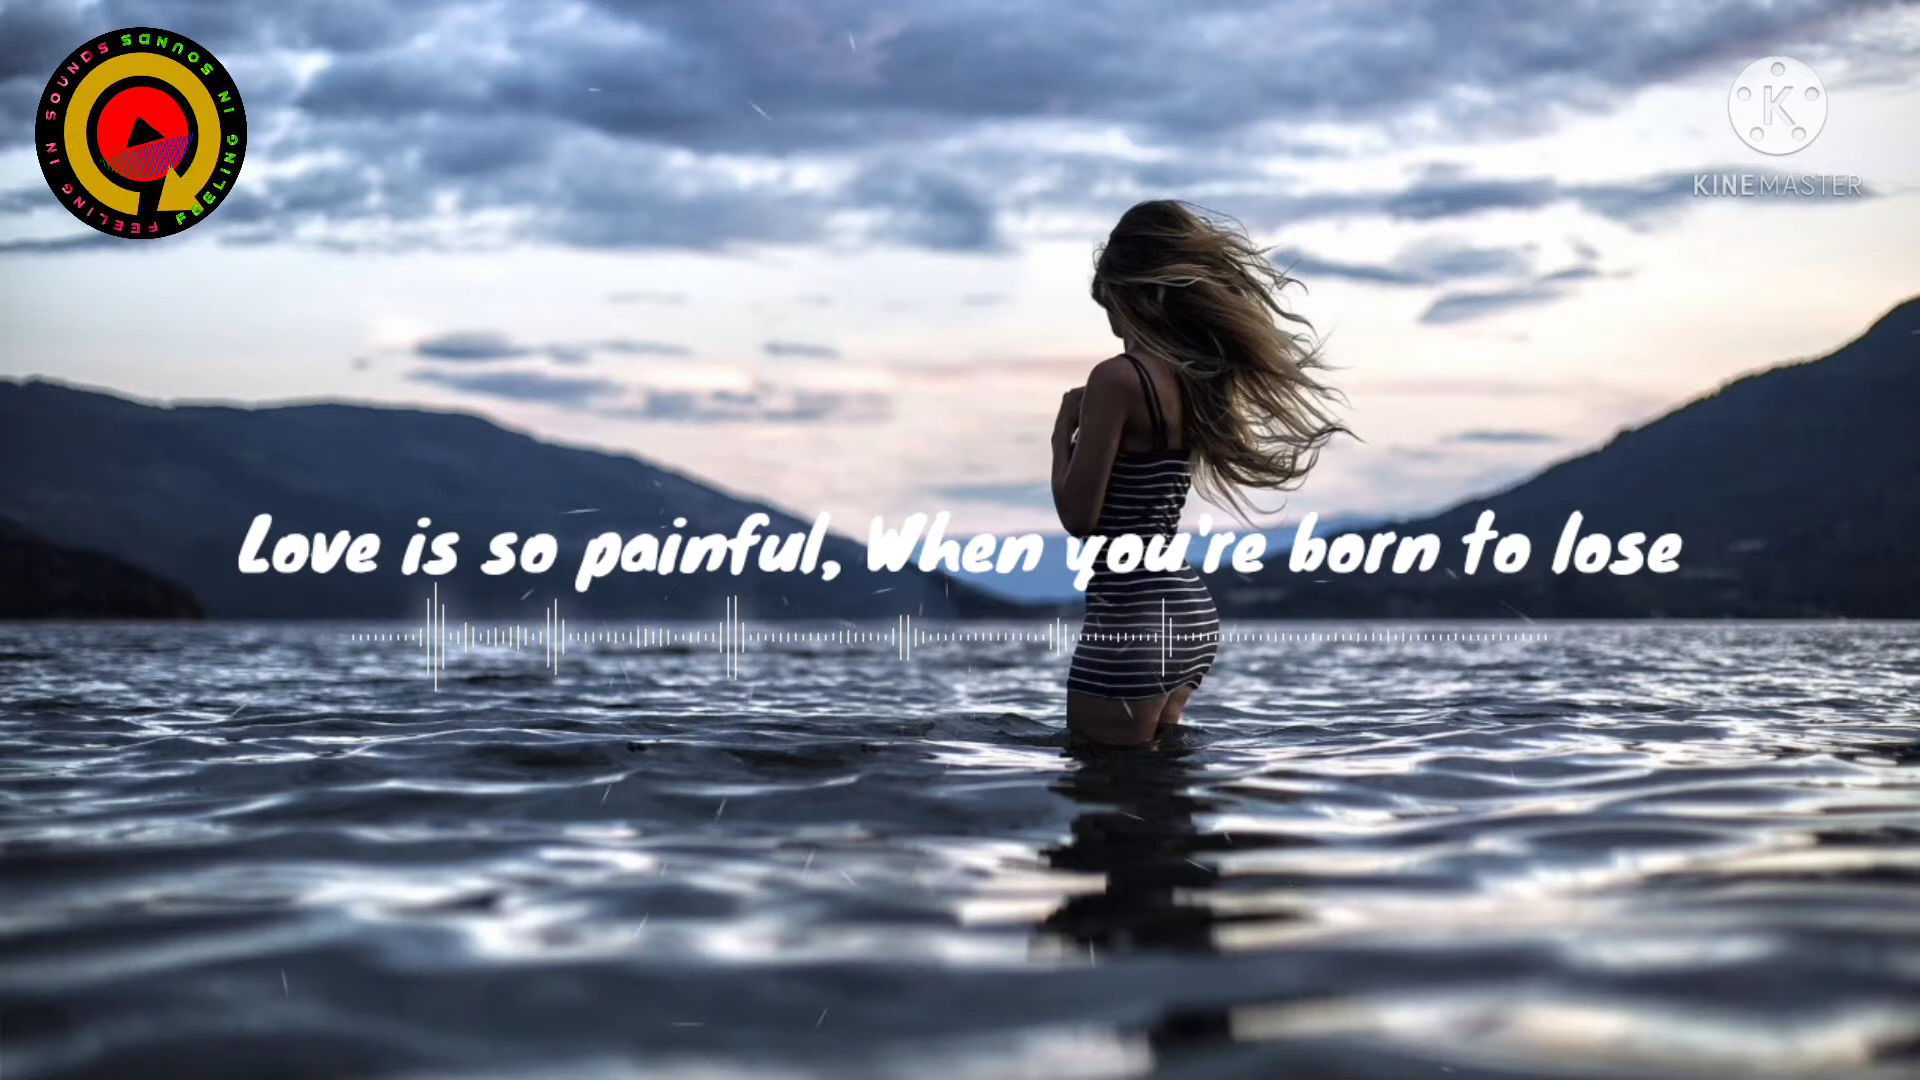 FEELING IN SOUNDS
FEELING IN SOUNDS
K
KINEMASTER
Love is so painful, When you're born to lose